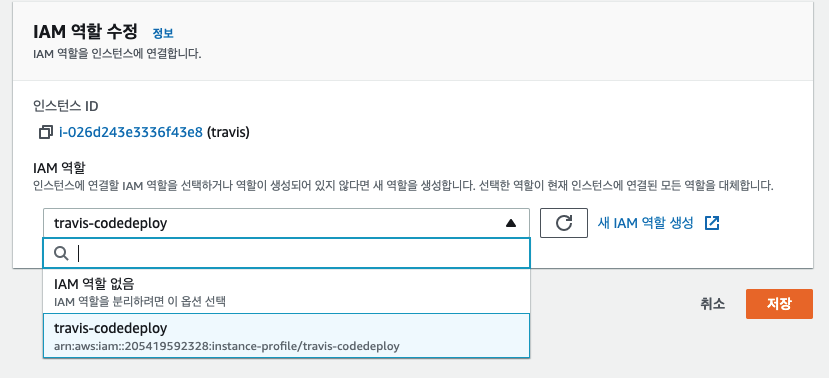 IAM 역할 수정 정보
IAM 역할을 인스턴스에 연결합니다.
인스턴스 ID
i-026d243e3336f43e8 (travis)
IAM 역할
인스턴스에 연결할 IAM 역할을 선택하거나 역할이 생성되어 있지 않다면 새 역할을 생성합니다. 선택한 역할이 현재 인스턴스에 연결된 모든 역할을 대체합니다.
travis-codedeploy 새 IAM 역할 생성
IAM 역할 없음
IAM 역할을 분리하려면 이 옵션 선택
취소 저장
travis-codedeploy
arn:aws:iam::205419592328:instance-profile/travis-codedeploy